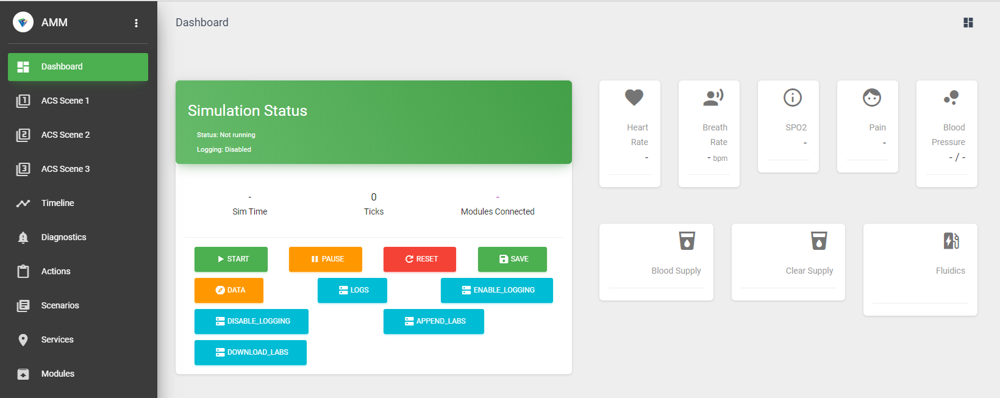 AMM
Dashboard
ACS Scene 1
ACS Scene 2
ACS Scene 3
Timeline
Diagnostics
Actions
Scenarios
Services
Modules
Dashboard
Simulation Status
Status: Not running
Logging: Disabled
-
Sim Time
0
Ticks
-
Modules Connected
START
PAUSE
RESET
SAVE
DATA
LOGS
ENABLE_LOGGING
DISABLE_LOGGING
APPEND_LABS
DOWNLOAD_LABS
Heart
Rate
-
Breath
Rate
- bpm
SPO2
-
Pain
-
Blood
Pressure
- / -
Blood Supply
Clear Supply
Fluidics